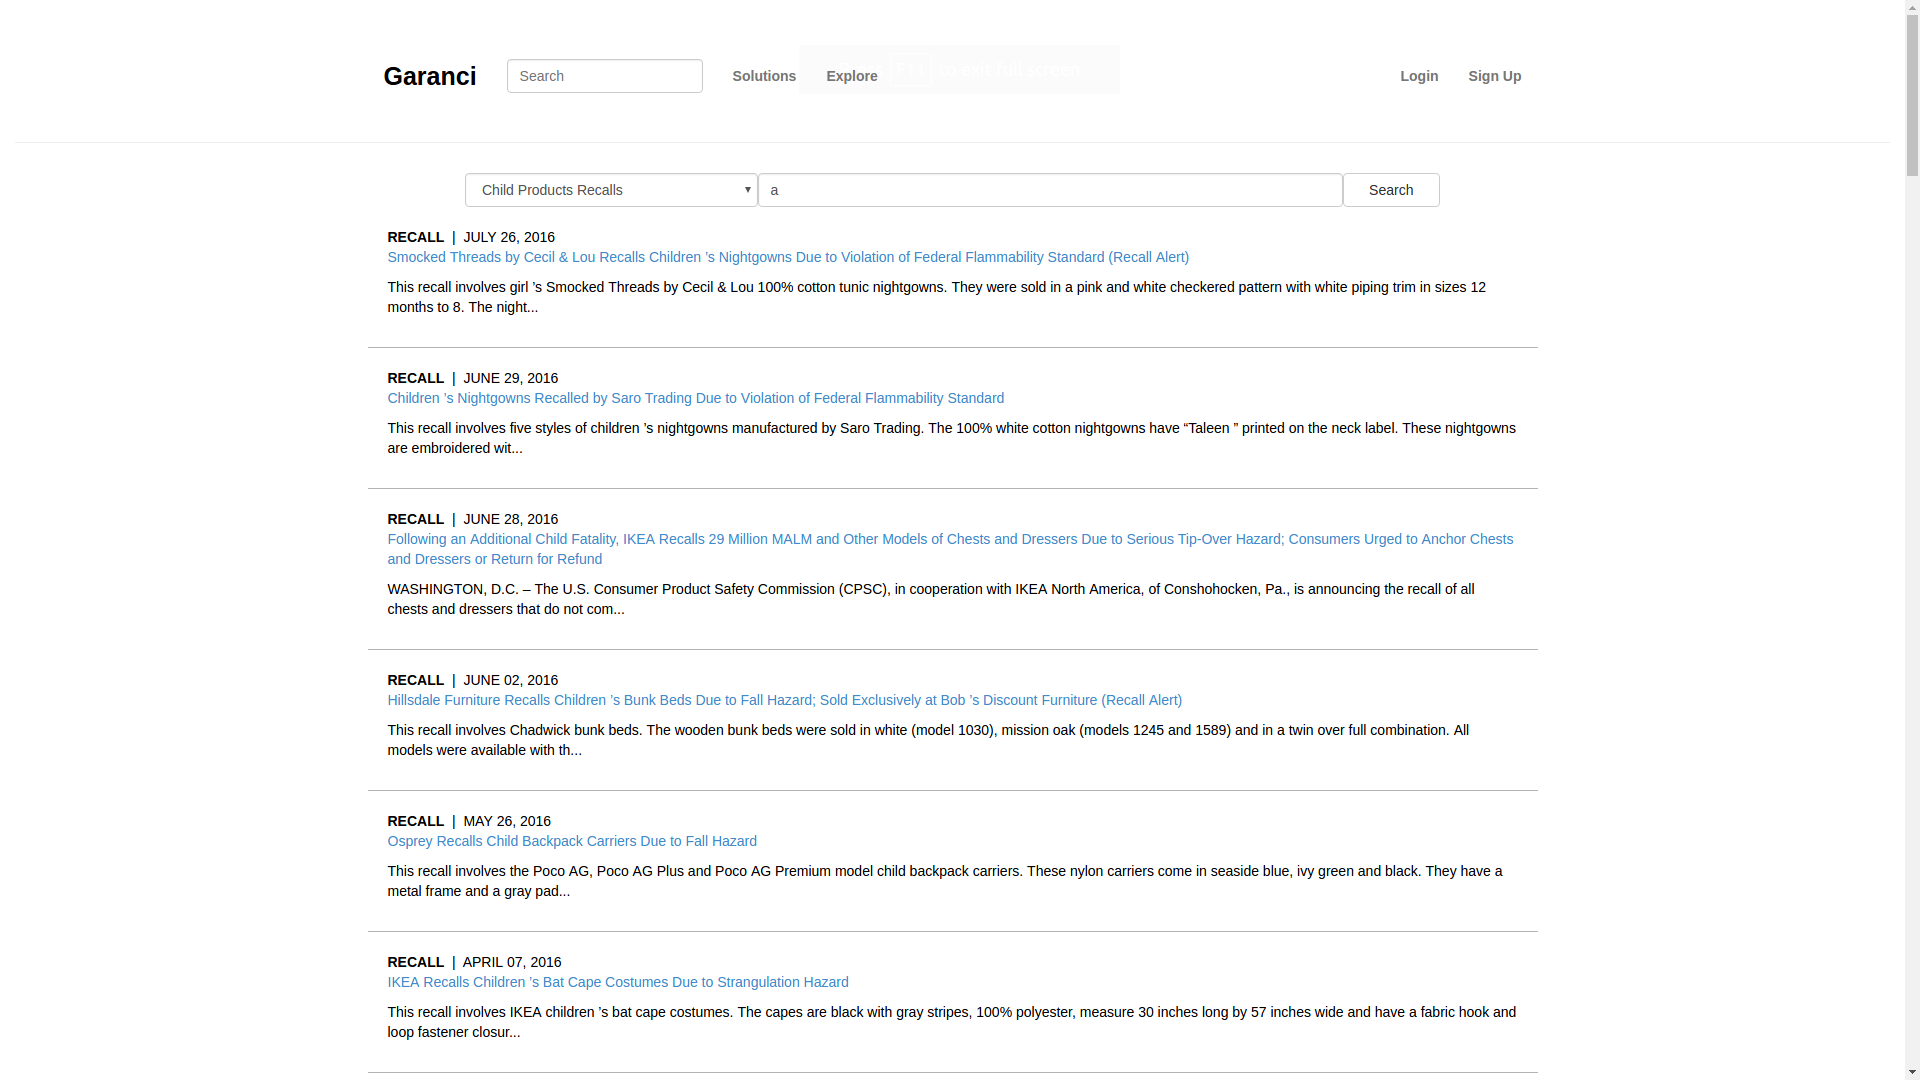 Garanci
Search
Solutions
Explore
Login
Sign Up
Child Products Recalls
a
Search
RECALL | JULY 26, 2016
Smocked Threads by Cecil & Lou Recalls Children ’s Nightgowns Due to Violation of Federal Flammability Standard (Recall Alert)
This recall involves girl ’s Smocked Threads by Cecil & Lou 100% cotton tunic nightgowns. They were sold in a pink and white checkered pattern with white piping trim in sizes 12
months to 8. The night...
RECALL | JUNE 29, 2016
Children ’s Nightgowns Recalled by Saro Trading Due to Violation of Federal Flammability Standard
This recall involves five styles of children ’s nightgowns manufactured by Saro Trading. The 100% white cotton nightgowns have “Taleen ” printed on the neck label. These nightgowns
are embroidered wit...
RECALL | JUNE 28, 2016
Following an Additional Child Fatality, IKEA Recalls 29 Million MALM and Other Models of Chests and Dressers Due to Serious Tip-Over Hazard; Consumers Urged to Anchor Chests
and Dressers or Return for Refund
WASHINGTON, D.C. – The U.S. Consumer Product Safety Commission (CPSC), in cooperation with IKEA North America, of Conshohocken, Pa., is announcing the recall of all
chests and dressers that do not com...
RECALL | JUNE 02, 2016
Hillsdale Furniture Recalls Children ’s Bunk Beds Due to Fall Hazard; Sold Exclusively at Bob ’s Discount Furniture (Recall Alert)
This recall involves Chadwick bunk beds. The wooden bunk beds were sold in white (model 1030), mission oak (models 1245 and 1589) and in a twin over full combination. All
models were available with th...
RECALL | MAY 26, 2016
Osprey Recalls Child Backpack Carriers Due to Fall Hazard
This recall involves the Poco AG, Poco AG Plus and Poco AG Premium model child backpack carriers. These nylon carriers come in seaside blue, ivy green and black. They have a
metal frame and a gray pad...
RECALL | APRIL 07, 2016
IKEA Recalls Children ’s Bat Cape Costumes Due to Strangulation Hazard
This recall involves IKEA children ’s bat cape costumes. The capes are black with gray stripes, 100% polyester, measure 30 inches long by 57 inches wide and have a fabric hook and
loop fastener closur...